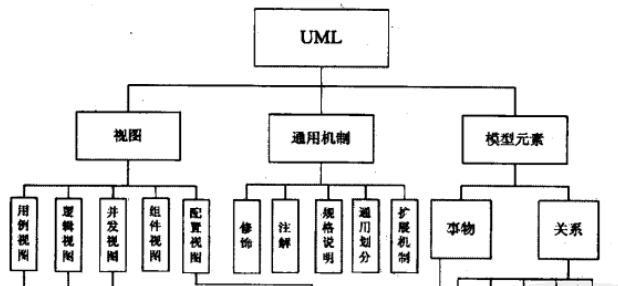 UML
视图
通用机制
模型元素
用例视图
逻辑视图
并发视图
组件视图
配置视图
修饰
注解
规格说明
通用划分
扩展机制
事物
关系